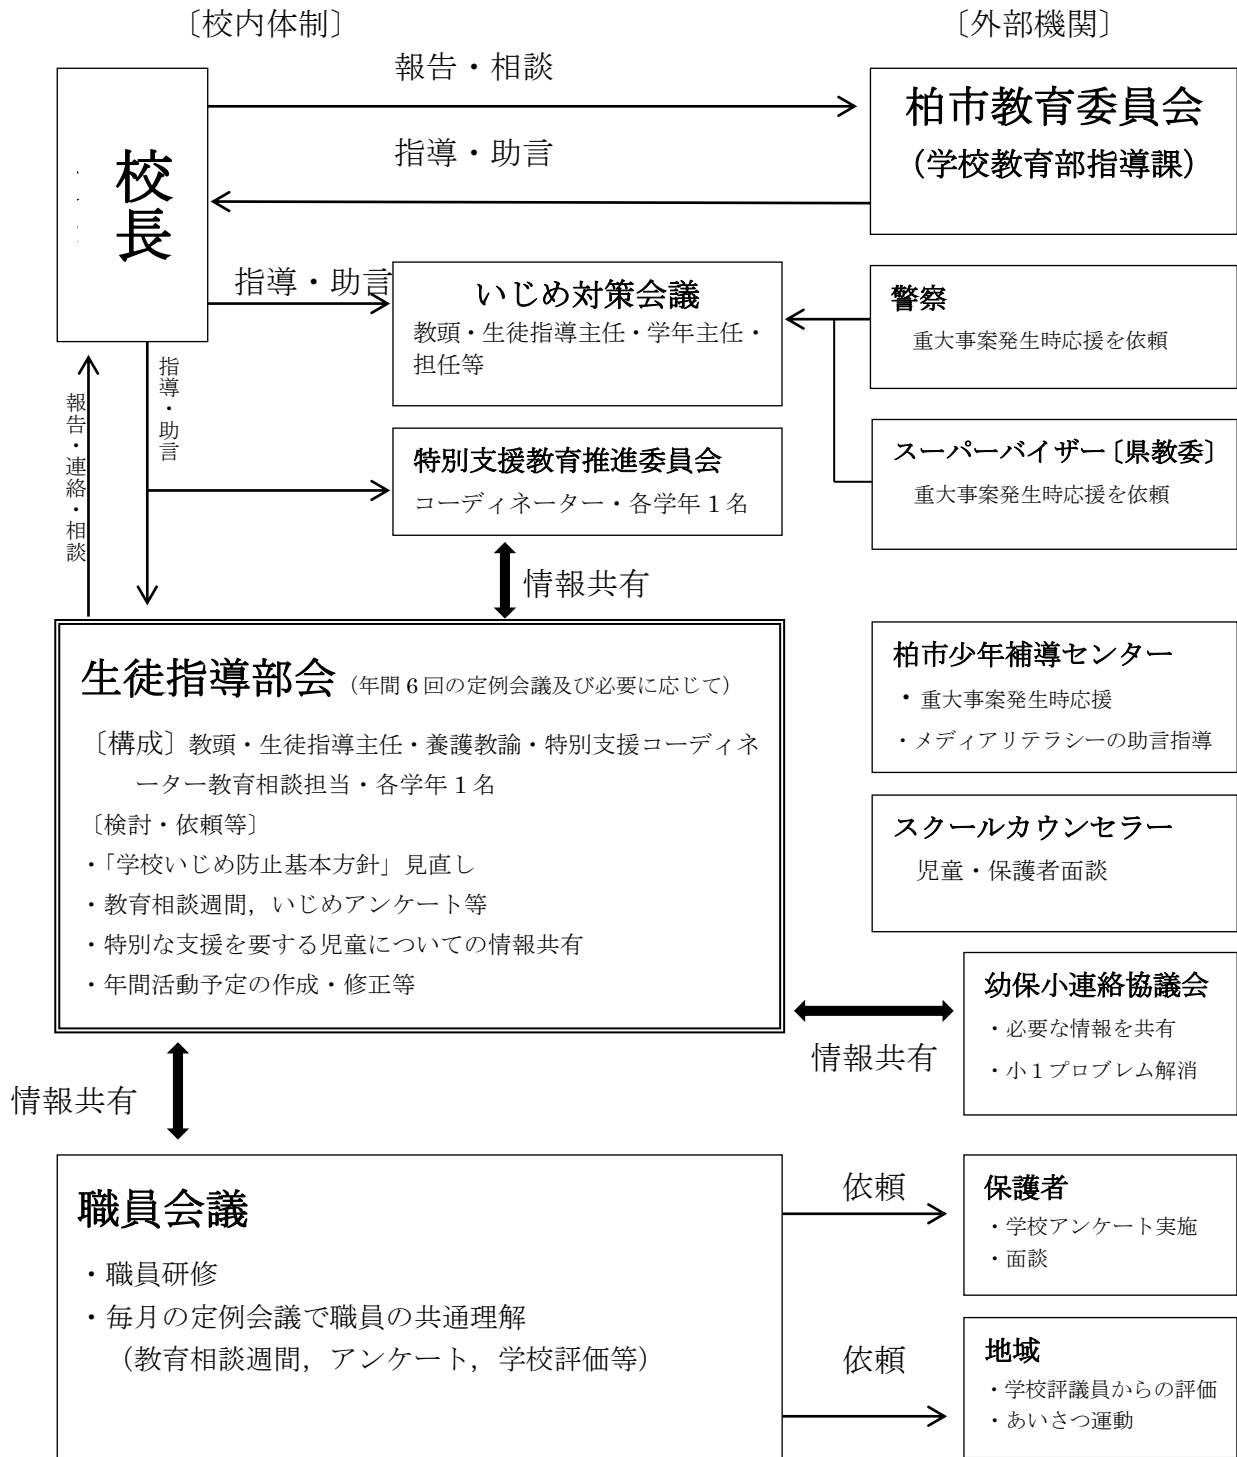 〔校内体制〕
〔外部機関〕
報告・相談
指導・助言
校長
柏市教育委員会
（学校教育部指導課）
指導・助言
いじめ対策会議
教頭・生徒指導主任・学年主任・
担任等
警察
重大事案発生時応援を依頼
指導・助言
報告・連絡・相談
特別支援教育推進委員会
コーディネーター・各学年１名
スーパーバイザー〔県教委〕
重大事案発生時応援を依頼
情報共有
生徒指導部会（年間６回の定例会議及び必要に応じて）
〔構成〕教頭・生徒指導主任・養護教諭・特別支援コーディネ
ーター教育相談担当・各学年１名
〔検討・依頼等〕
・「学校いじめ防止基本方針」見直し
・教育相談週間，いじめアンケート等
・特別な支援を要する児童についての情報共有
・年間活動予定の作成・修正等
柏市少年補導センター
・重大事案発生時応援
・メディアリテラシーの助言指導
スクールカウンセラー
児童・保護者面談
幼保小連絡協議会
・必要な情報を共有
・小１プロブレム解消
情報共有
情報共有
職員会議
・職員研修
・毎月の定例会議で職員の共通理解
（教育相談週間，アンケート，学校評価等）
依頼
保護者
・学校アンケート実施
・面談
依頼
地域
・学校評議員からの評価
・あいさつ運動